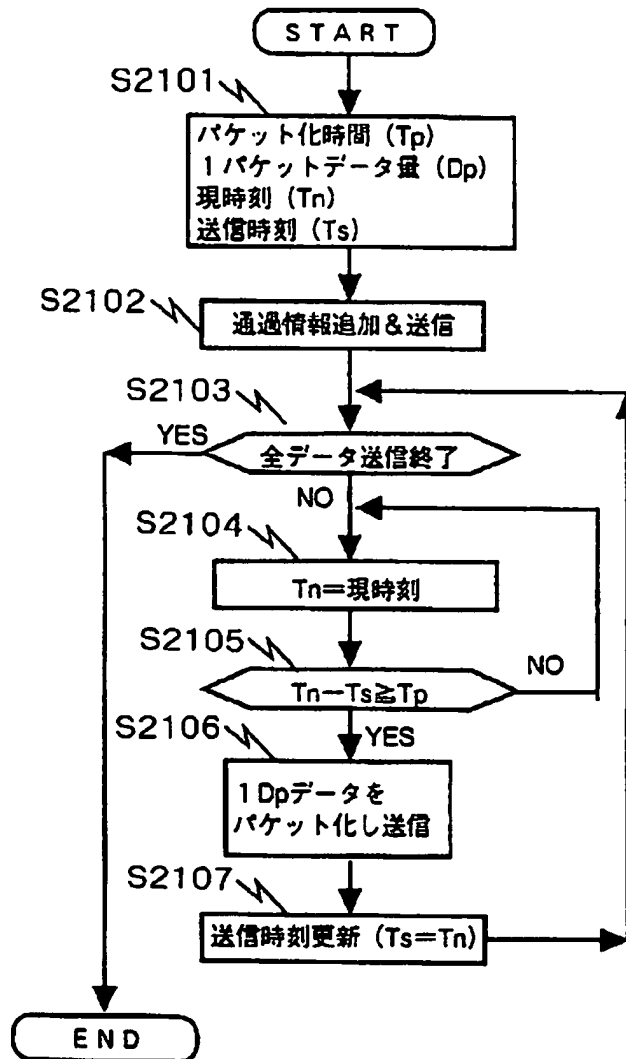 START
S2101
パケット化時間(Tp)
1パケットデータ量(Dp)
現時刻(Tn)
送信時刻(Ts)
S2102
通過情報追加&送信
S2103
YES
全データ送信終了
NO
S2104
Tn=現時刻
S2105
Tn−Ts≧Tp
NO
YES
S2106
1Dpデータを
パケット化し送信
S2107
送信時刻更新(Ts=Tn)
END